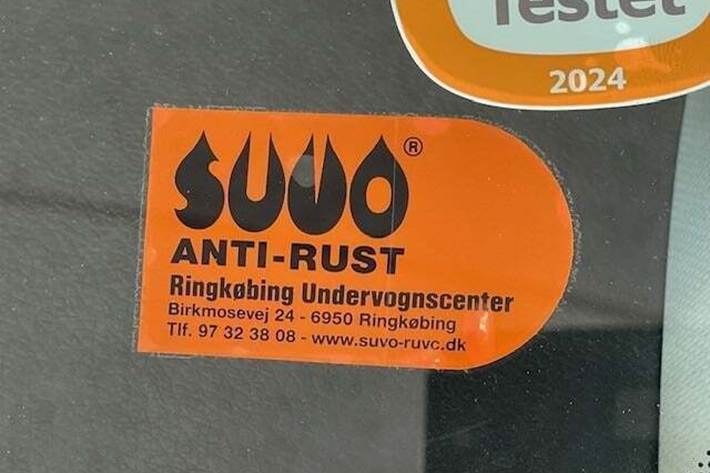 Testet
2024
SUVO®
ANTI-RUST
Ringkøbing Undervognscenter
Birkmosevej 24 - 6950 Ringkøbing
Tlf. 97 32 38 08 - www.suvo-ruvc.dk